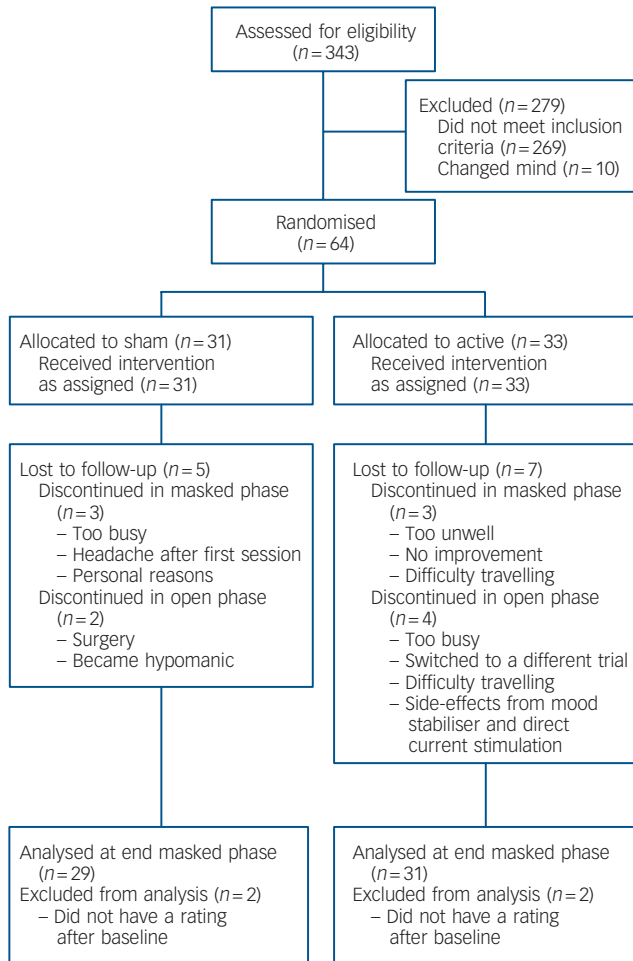 Assessed for eligibility
(n=343)
Excluded (n=279)
Did not meet inclusion
criteria (n=269)
Changed mind (n=10)
Randomised
(n=64)
Allocated to sham (n=31)
Received intervention
as assigned (n=31)
Allocated to active (n=33)
Received intervention
as assigned (n=33)
Lost to follow-up (n=5)
Discontinued in masked phase
(n=3)
– Too busy
– Headache after first session
– Personal reasons
Discontinued in open phase
(n=2)
– Surgery
– Became hypomanic
Lost to follow-up (n=7)
Discontinued in masked phase
(n=3)
– Too unwell
– No improvement
– Difficulty travelling
Discontinued in open phase
(n=4)
– Too busy
– Switched to a different trial
– Difficulty travelling
– Side-effects from mood
stabiliser and direct
current stimulation
Analysed at end masked phase
(n=29)
Excluded from analysis (n=2)
– Did not have a rating
after baseline
Analysed at end masked phase
(n=31)
Excluded from analysis (n=2)
– Did not have a rating
after baseline